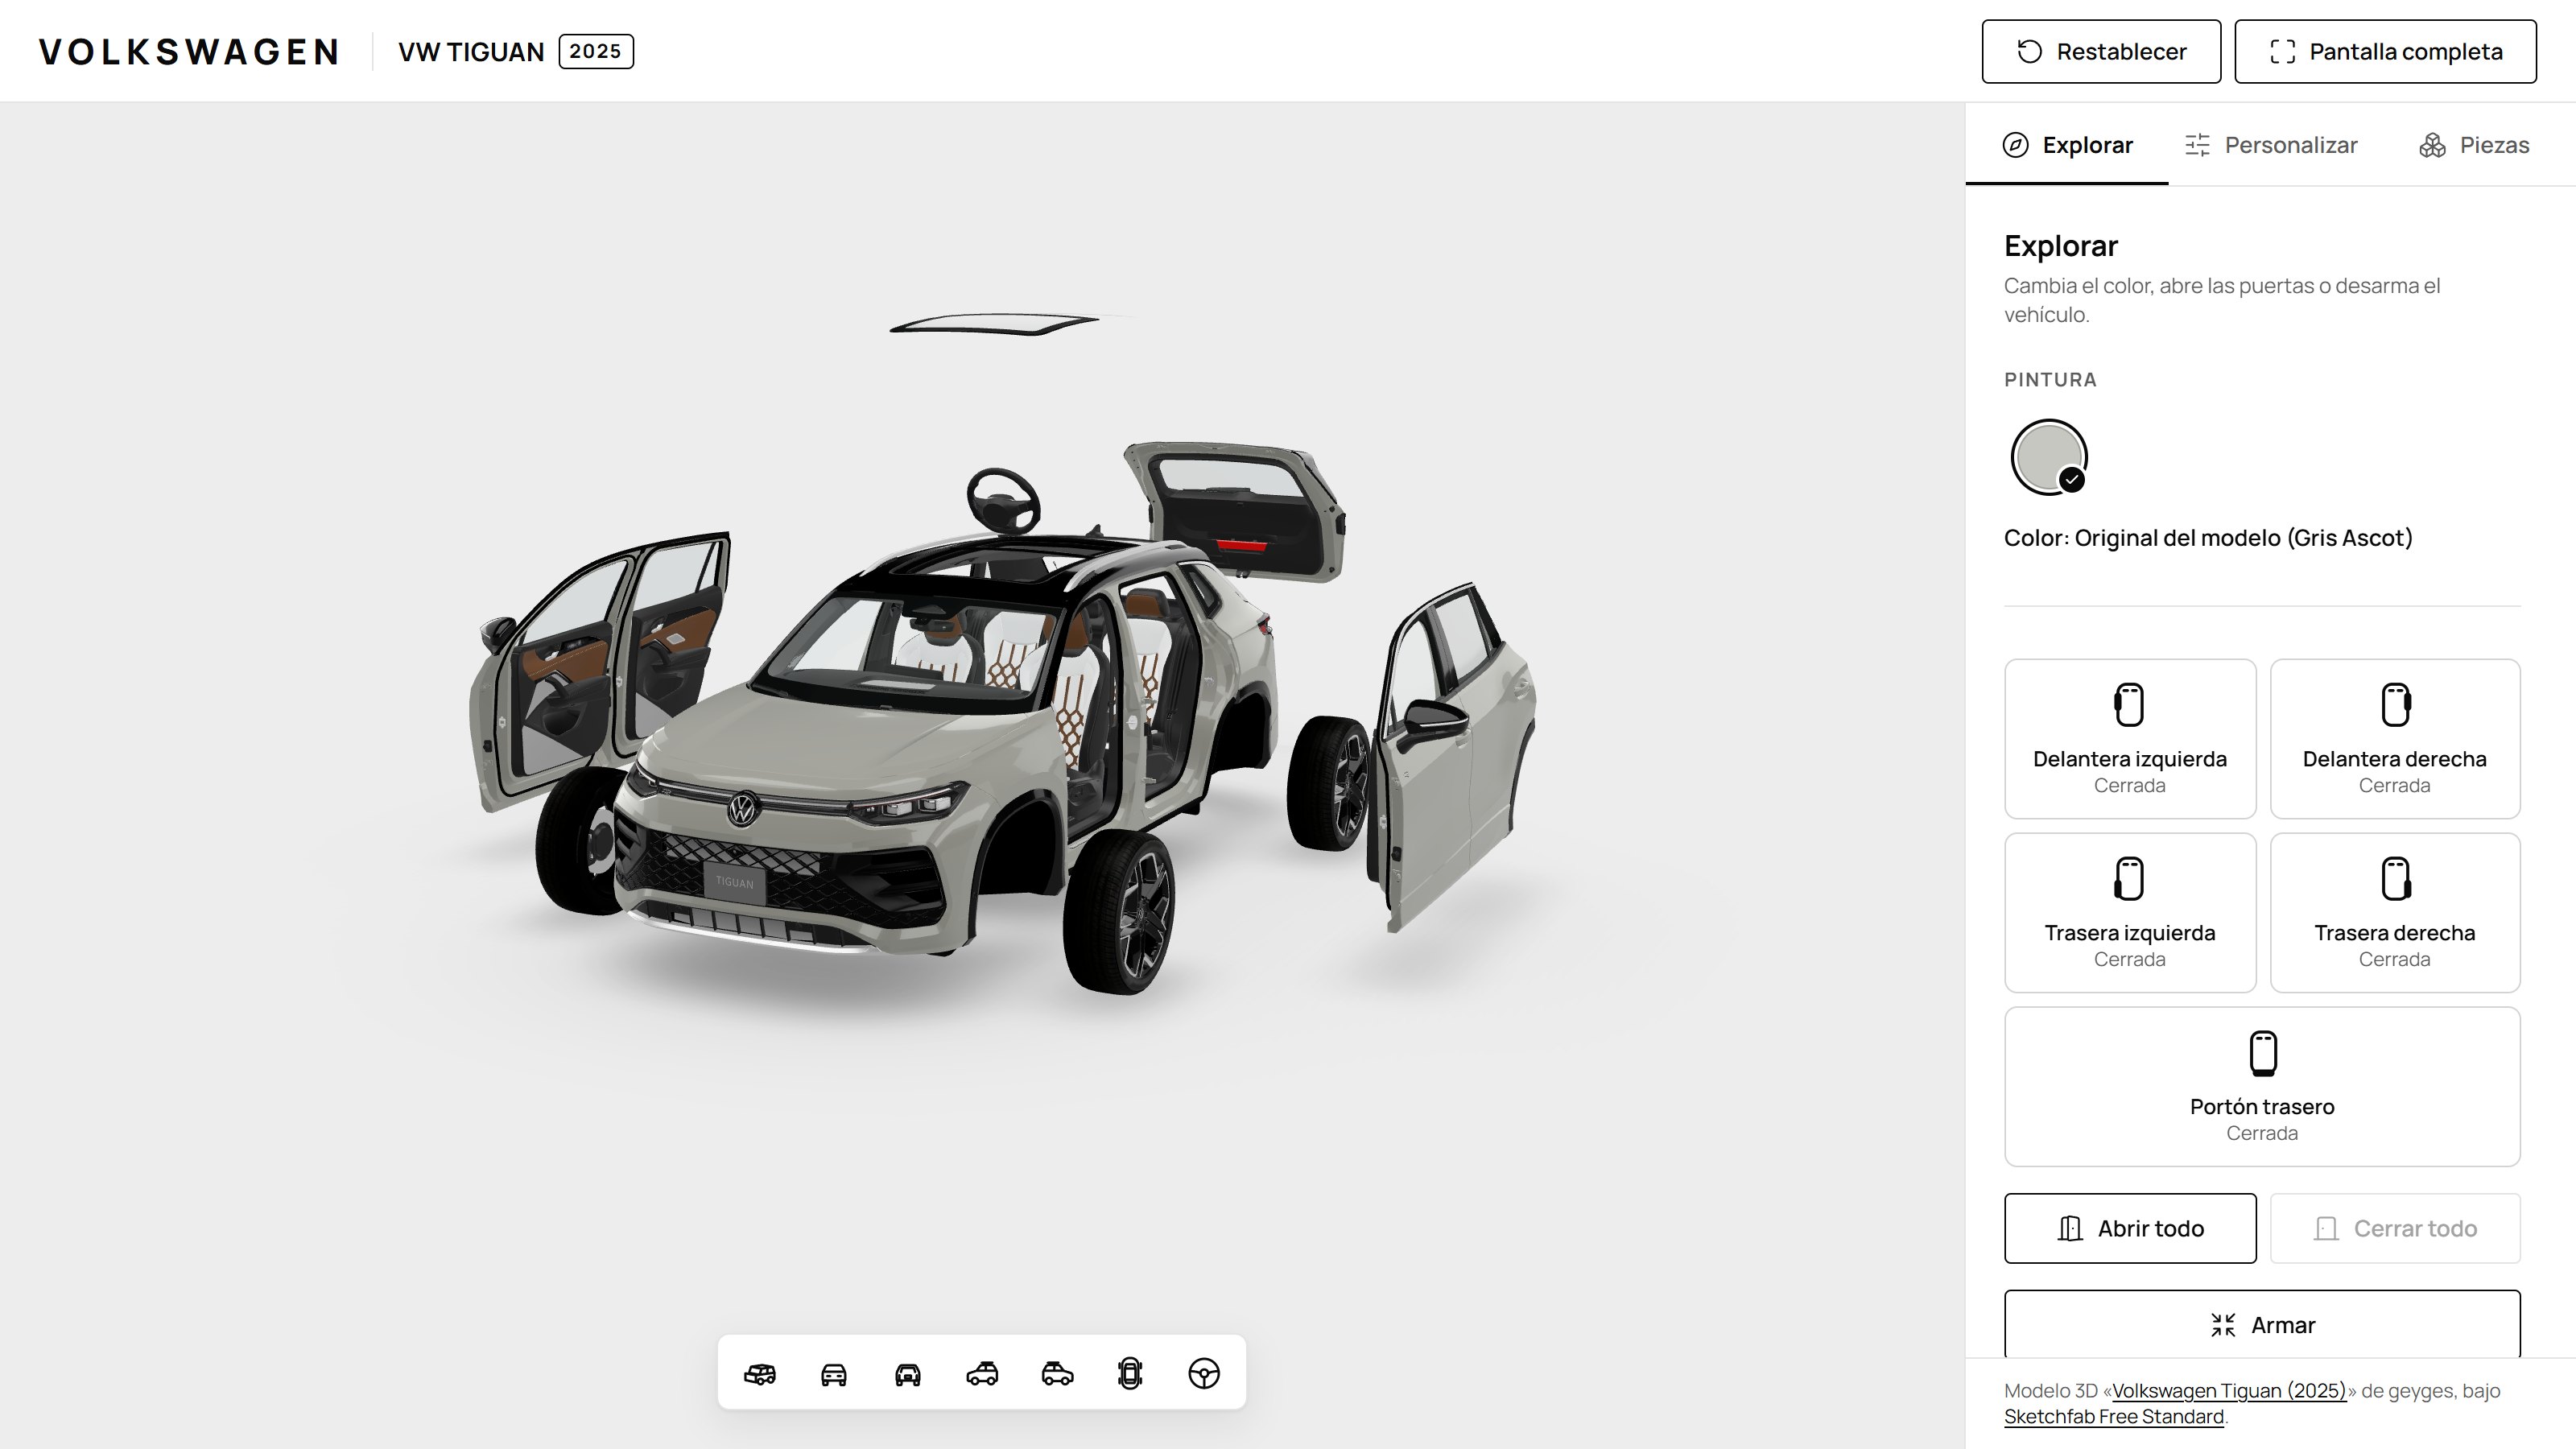 VOLKSWAGEN
VW TIGUAN
2025
Restablecer
Pantalla completa
Explorar
Personalizar
Piezas
Explorar
Cambia el color, abre las puertas o desarma el
vehículo.
PINTURA
Color: Original del modelo (Gris Ascot)
Delantera izquierda
Cerrada
Delantera derecha
Cerrada
Trasera izquierda
Cerrada
Trasera derecha
Cerrada
Portón trasero
Cerrada
Abrir todo
Cerrar todo
Armar
Modelo 3D «Volkswagen Tiguan (2025)» de geyges, bajo
Sketchfab Free Standard.
TIGUAN